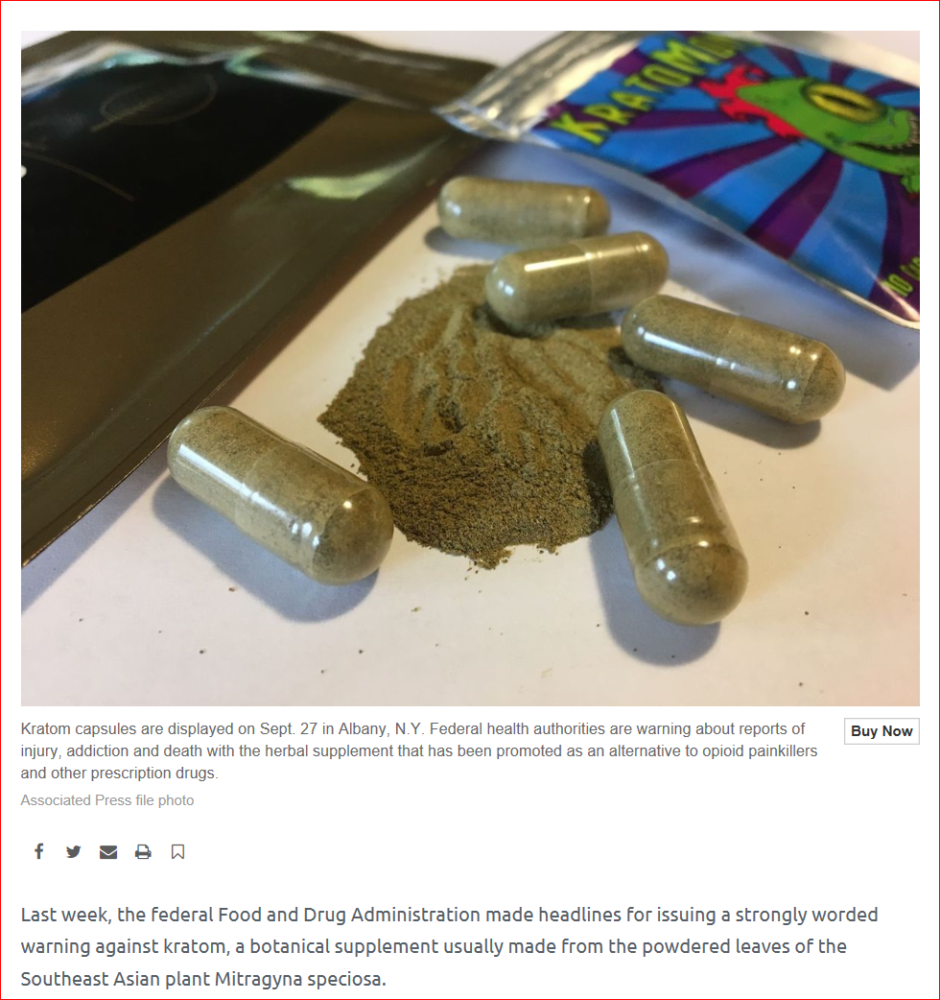 KRATOM
10 
Kratom capsules are displayed on Sept. 27 in Albany, N.Y. Federal health authorities are warning about reports of
Buy Now
injury, addiction and death with the herbal supplement that has been promoted as an alternative to opioid painkillers
and other prescription drugs.
Associated Press file photo
Last week, the federal Food and Drug Administration made headlines for issuing a strongly worded
warning against kratom, a botanical supplement usually made from the powdered leaves of the
Southeast Asian plant Mitragyna speciosa.